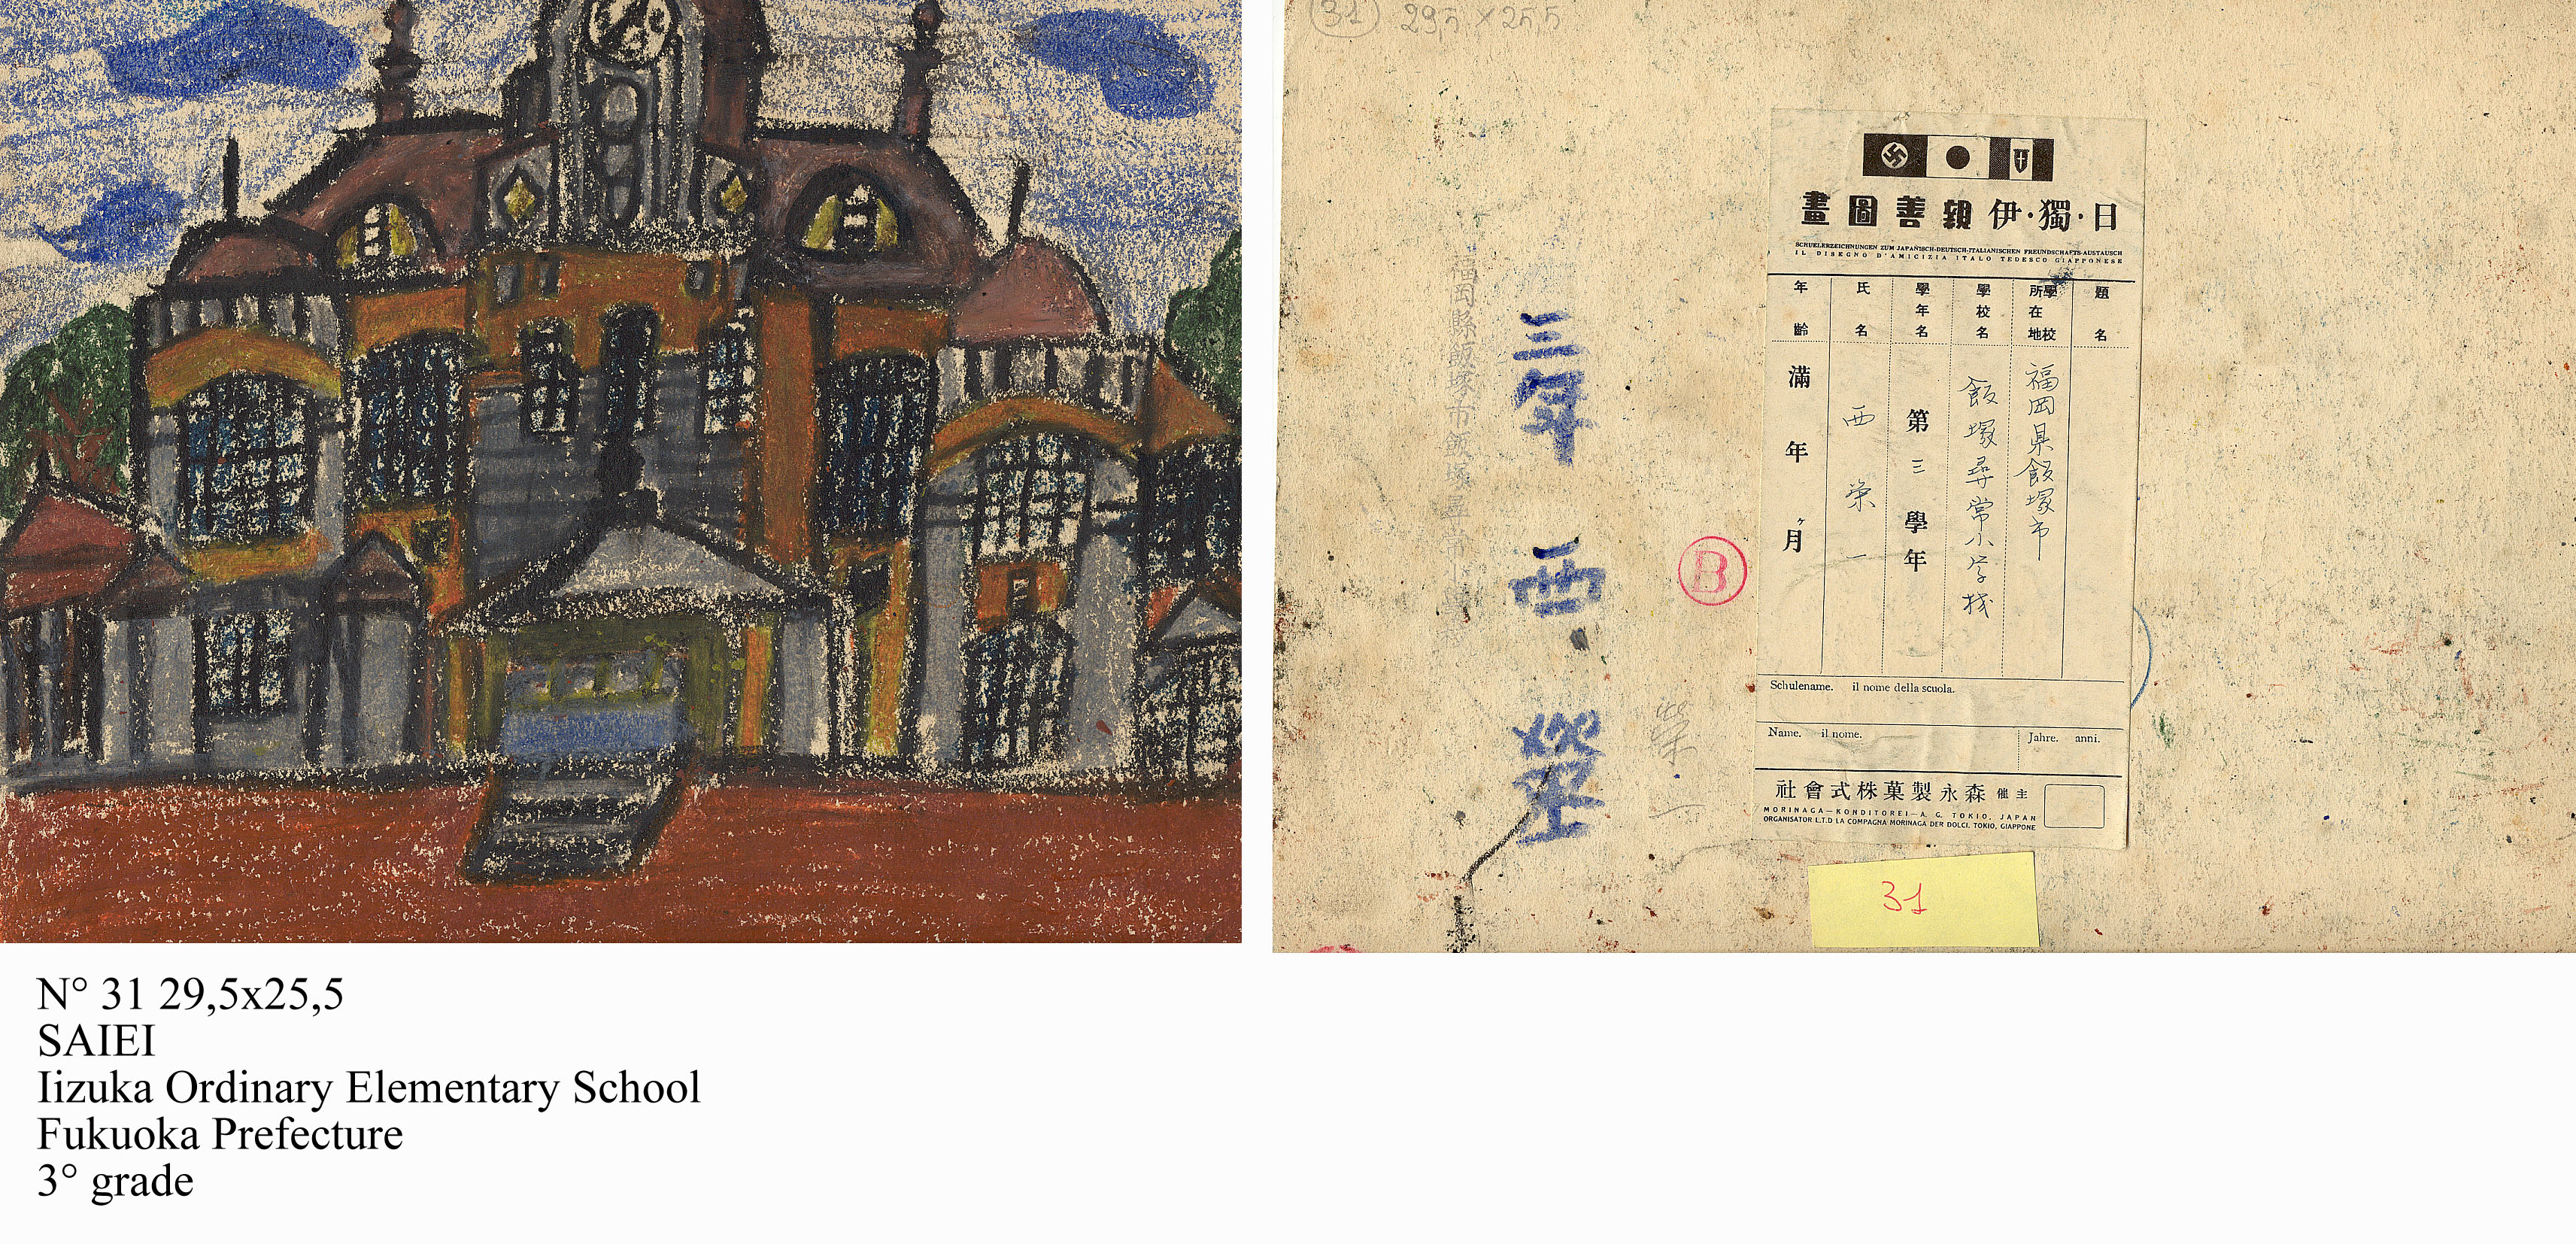 31 29,5 x 25,5
日・獨・伊親善圖畫
SCHUELERZEICHNUNGEN ZUM JAPANISCH-DEUTSCH-ITALIANISCHEN FREUNDSCHAFTS-AUSTAUSCH
IL DISEGNO D'AMICIZIA ITALO TEDESCO GIAPPONESE
題名
學校所在地 福岡県飯塚市
學校名 飯塚尋常小学校
學年名 第三學年
氏名 西栄一
年齡 滿 年 ヶ月
Schulename. il nome della scuola.
Name. il nome.
Jahre. anni.
主催 森永製菓株式會社
MORINAGA—KONDITOREI—A. G. TOKIO, JAPAN
ORGANISATOR L.T.D LA COMPAGNA MORINAGA DER DOLCI, TOKIO, GIAPPONE
B
栄一
三年 西
福岡縣飯塚市飯塚尋常小學校
31
N° 31 29,5x25,5
SAIEI
Iizuka Ordinary Elementary School
Fukuoka Prefecture
3° grade